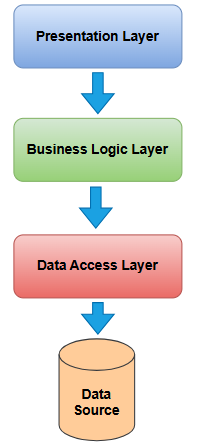 Presentation Layer
Business Logic Layer
Data Access Layer
Data
Source